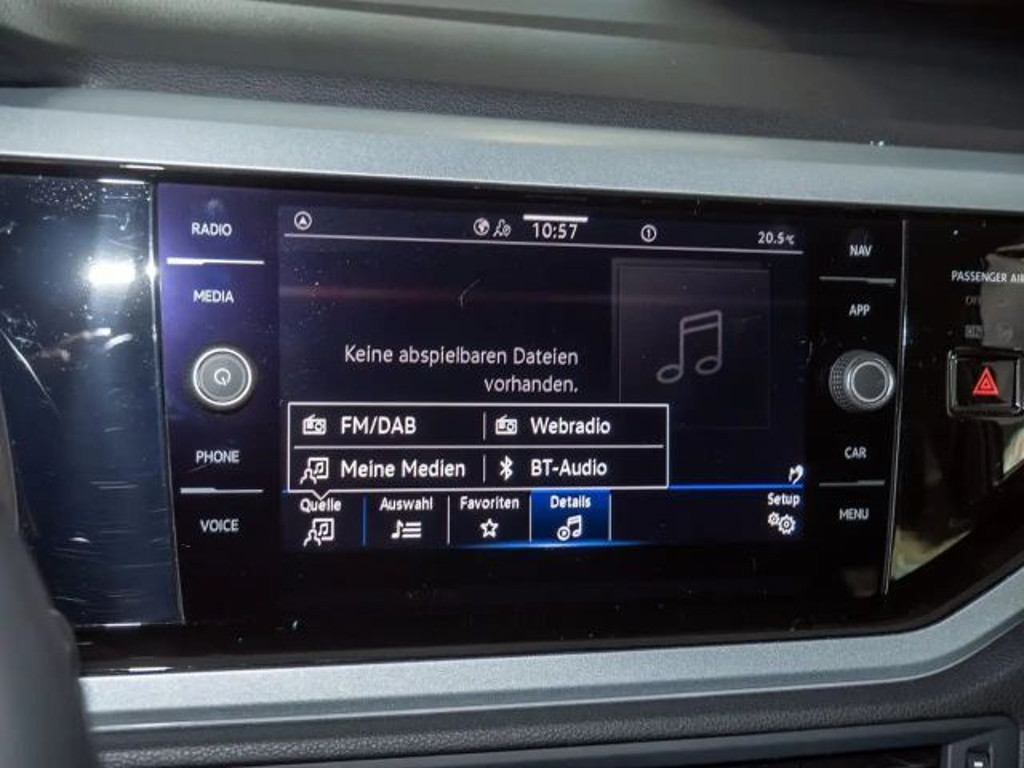 RADIO
MEDIA
PHONE
VOICE
10:57
1
20.5°C
Keine abspielbaren Dateien
vorhanden.
FM/DAB
Webradio
Meine Medien
BT-Audio
Quelle
Auswahl
Favoriten
Details
Setup
NAV
APP
CAR
MENU
PASSENGER AIR